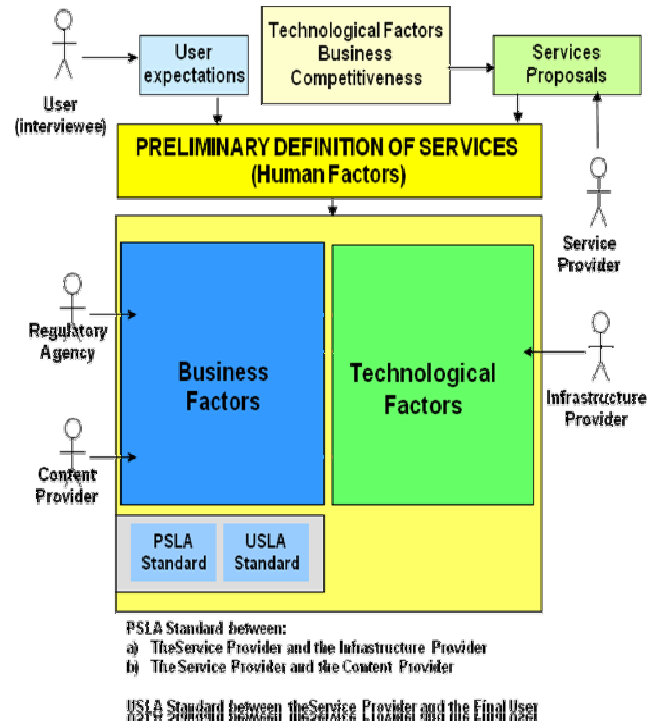 User
expectations
Technological Factors
Business
Competitiveness
Services
Proposals
User
(interviewee)
PRELIMINARY DEFINITION OF SERVICES
(Human Factors)
Service
Provider
Regulatory
Agency
Business
Factors
Technological
Factors
Infrastructure
Provider
Content
Provider
PSLA
Standard
USLA
Standard
PSLA Standard between:
a) TheService Provider and the Infrastructure Provider
b) The Service Provider and the Content Provider
USLA Standard between theService Provider and the Final User